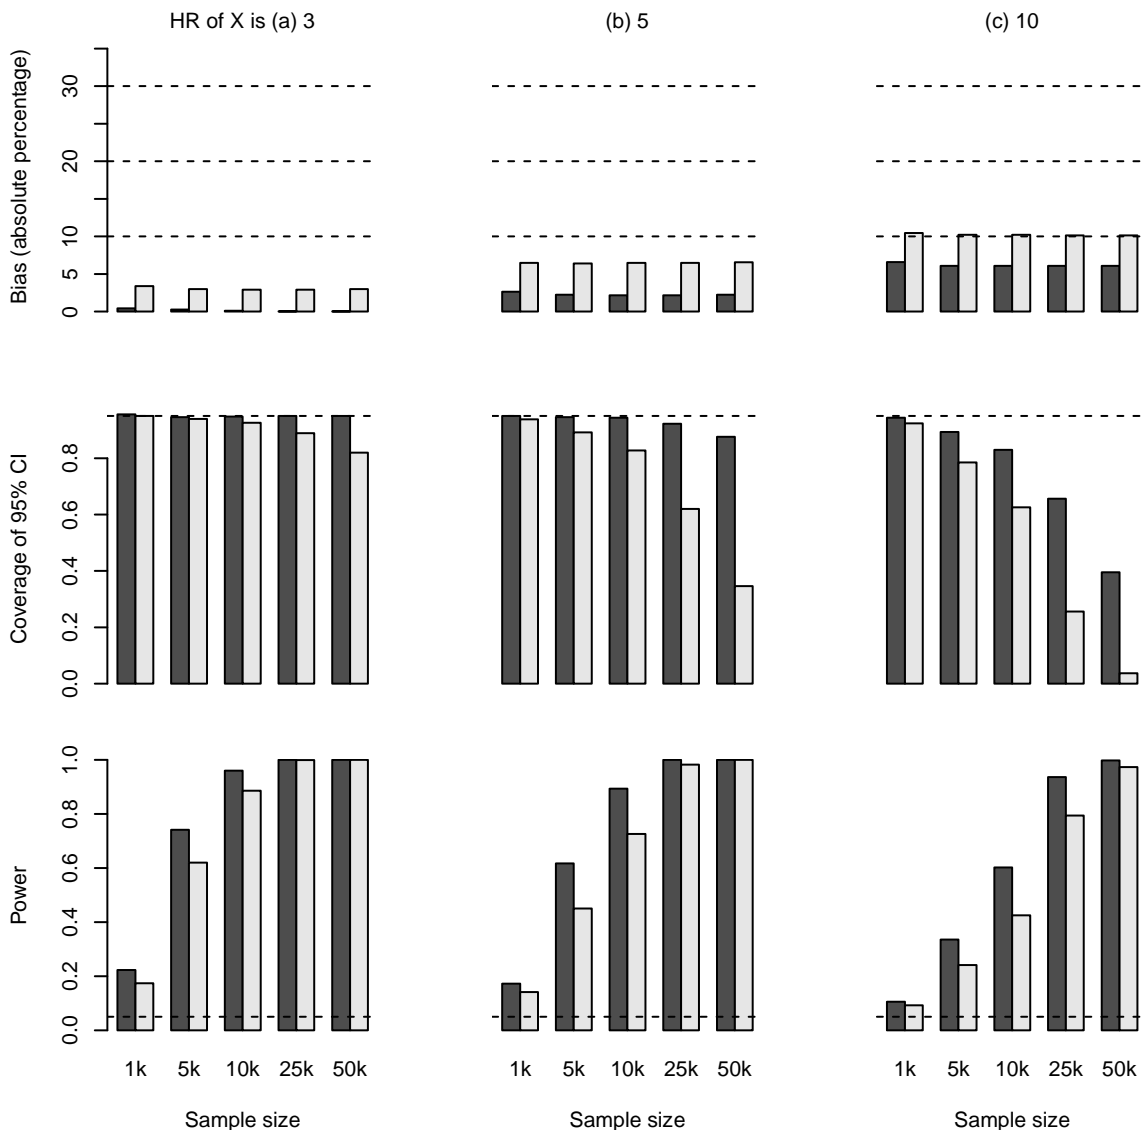 HR of X is (a) 3
(b) 5
(c) 10
Bias (absolute percentage)
30
20
10
5
0
Coverage of 95% CI
0.8
0.6
0.4
0.2
0.0
Power
1.0
0.8
0.6
0.4
0.2
0.0
1k 5k 10k 25k 50k
1k 5k 10k 25k 50k
1k 5k 10k 25k 50k
Sample size
Sample size
Sample size